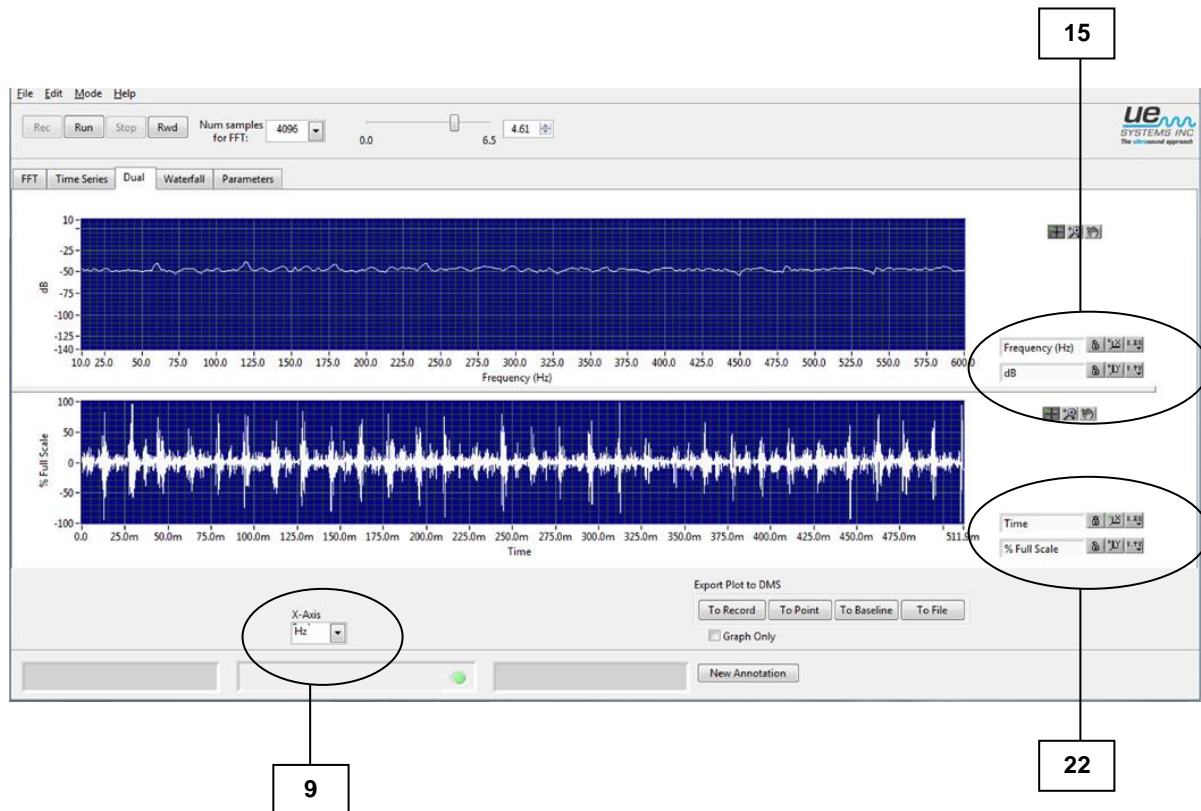 15
File Edit Mode Help
Rec Run Stop Rwd Num samples for FFT: 4096 0.0 6.5 4.61
ue SYSTEMS INC
The ultrasound approach
FFT Time Series Dual Waterfall Parameters
10
-25
-50
-75
-100
-125
-140
dB
10.0 25.0 50.0 75.0 100.0 125.0 150.0 175.0 200.0 225.0 250.0 275.0 300.0 325.0 350.0 375.0 400.0 425.0 450.0 475.0 500.0 525.0 550.0 575.0 600.0
Frequency (Hz)
Frequency (Hz)
dB
100
50
0
-50
-100
% Full Scale
0.0 25.0m 50.0m 75.0m 100.0m 125.0m 150.0m 175.0m 200.0m 225.0m 250.0m 275.0m 300.0m 325.0m 350.0m 375.0m 400.0m 425.0m 450.0m 475.0m 511.9m
Time
Time
% Full Scale
Export Plot to DMS
To Record To Point To Baseline To File
Graph Only
X-Axis
Hz
New Annotation
22
9